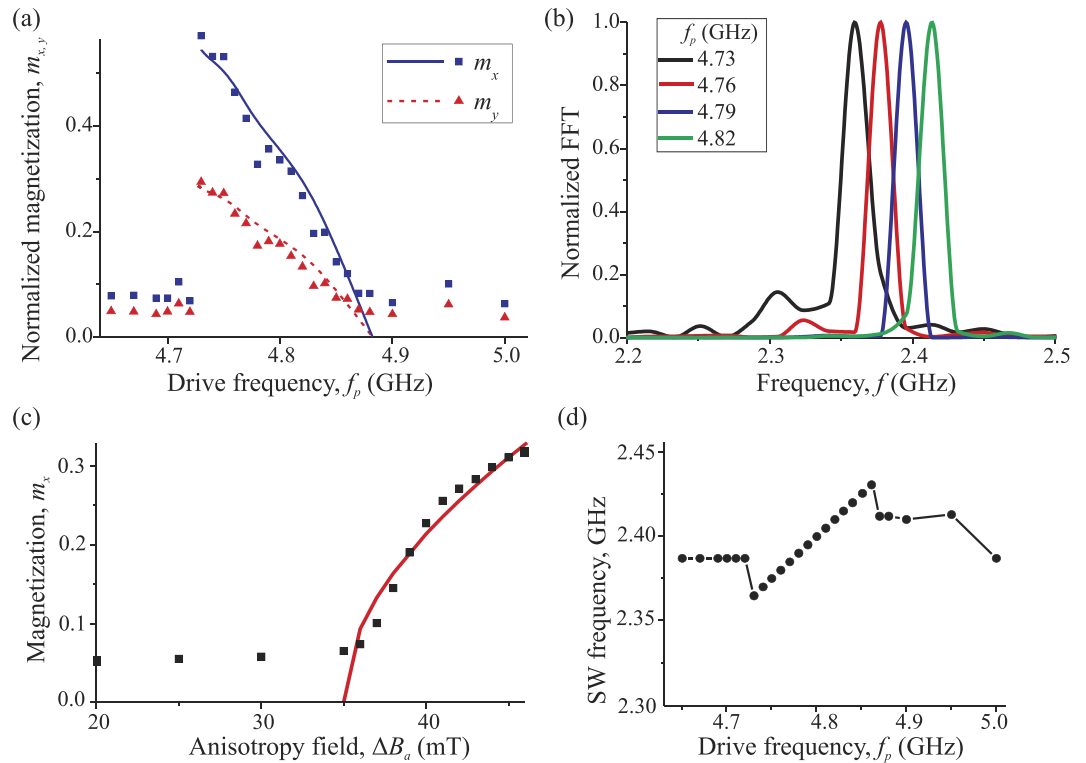 (a)
Normalized magnetization, m_{x,y}
0.4
0.2
0.0
m_x
m_y
4.7 4.8 4.9 5.0
Drive frequency, f_p (GHz)
(b)
Normalized FFT
1.0
0.8
0.6
0.4
0.2
0.0
f_p (GHz)
4.73
4.76
4.79
4.82
2.2 2.3 2.4 2.5
Frequency, f (GHz)
(c)
Magnetization, m_x
0.3
0.2
0.1
0.0
20 30 40
Anisotropy field, ΔB_a (mT)
(d)
SW frequency, GHz
2.45
2.40
2.35
2.30
4.7 4.8 4.9 5.0
Drive frequency, f_p (GHz)